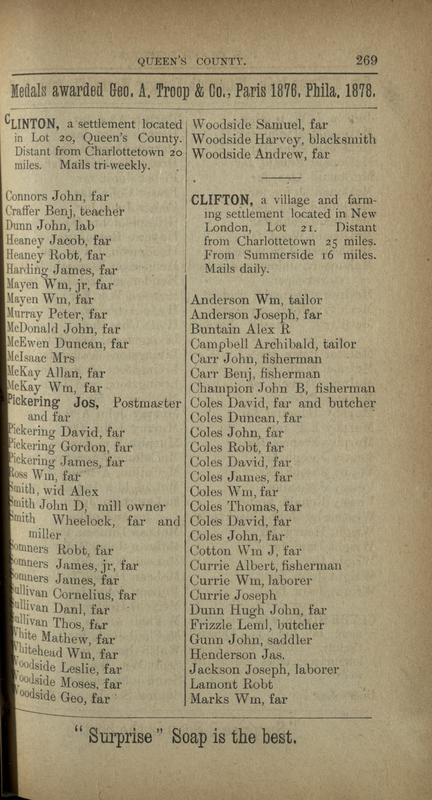 QUEEN'S COUNTY.
269
Medals awarded Geo. A. Troop & Co., Paris 1876, Phila. 1878.
CLINTON, a settlement located
in Lot 20, Queen's County.
Distant from Charlottetown 20
miles. Mails tri-weekly.
Connors John, far
Craffer Benj, teacher
Dunn John, lab
Heaney Jacob, far
Heaney Robt, far
Harding James, far
Mayen Wm, jr, far
Mayen Wm, far
Murray Peter, far
McDonald John, far
McEwen Duncan, far
McIsaac Mrs
McKay Allan, far
McKay Wm, far
Pickering Jos, Postmaster
and far
Pickering David, far
Pickering Gordon, far
Pickering James, far
Ross Wm, far
Smith, wid Alex
Smith John D, mill owner
Smith Wheelock, far and
miller
Somners Robt, far
Somners James, jr, far
Somners James, far
Sullivan Cornelius, far
Sullivan Danl, far
Sullivan Thos, far
White Mathew, far
Whitehead Wm, far
Woodside Leslie, far
Woodside Moses, far
Woodside Geo, far
Woodside Samuel, far
Woodside Harvey, blacksmith
Woodside Andrew, far
CLIFTON, a village and farm-
ing settlement located in New
London, Lot 21. Distant
from Charlottetown 25 miles.
From Summerside 16 miles.
Mails daily.
Anderson Wm, tailor
Anderson Joseph, far
Buntain Alex R
Campbell Archibald, tailor
Carr John, fisherman
Carr Benj, fisherman
Champion John B, fisherman
Coles David, far and butcher
Coles Duncan, far
Coles John, far
Coles Robt, far
Coles David, far
Coles James, far
Coles Wm, far
Coles Thomas, far
Coles David, far
Coles John, far
Cotton Wm J, far
Currie Albert, fisherman
Currie Wm, laborer
Currie Joseph
Dunn Hugh John, far
Frizzle Leml, butcher
Gunn John, saddler
Henderson Jas.
Jackson Joseph, laborer
Lamont Robt
Marks Wm, far
"Surprise" Soap is the best.